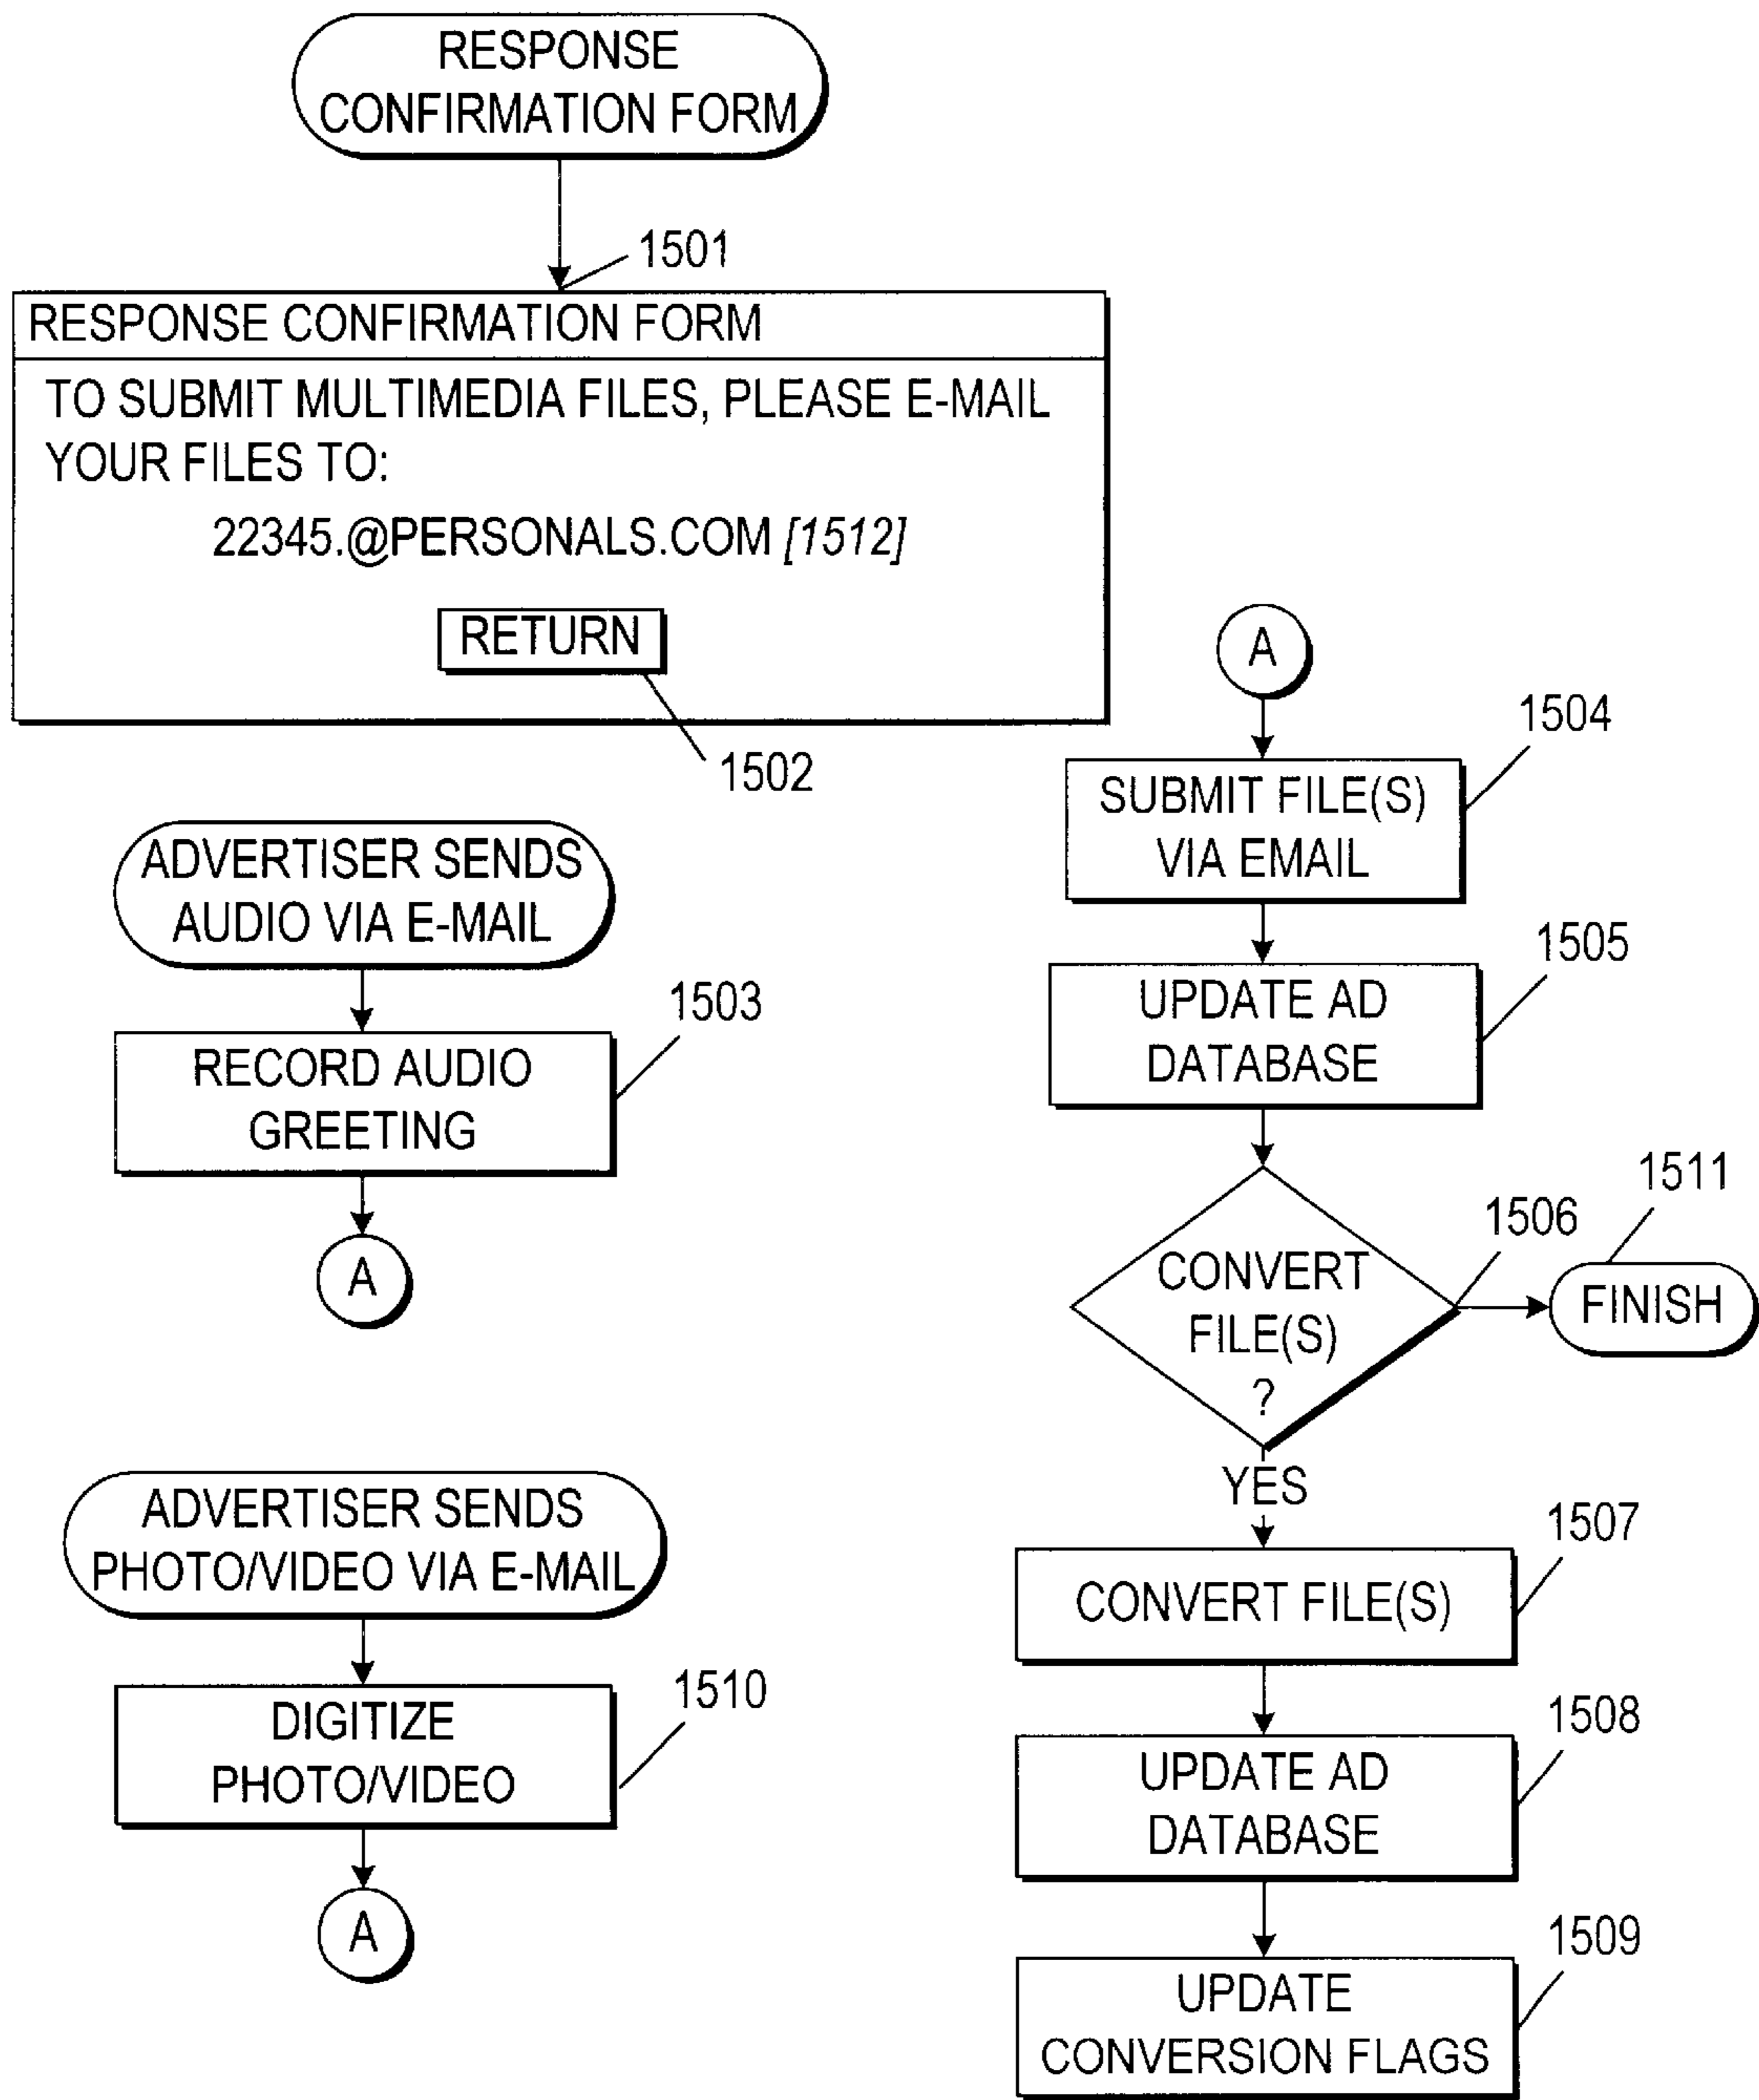 RESPONSE
CONFIRMATION FORM
1501
RESPONSE CONFIRMATION FORM
TO SUBMIT MULTIMEDIA FILES, PLEASE E-MAIL
YOUR FILES TO:
22345.@PERSONALS.COM [1512]
RETURN
1502
ADVERTISER SENDS
AUDIO VIA E-MAIL
1503
RECORD AUDIO
GREETING
A
ADVERTISER SENDS
PHOTO/VIDEO VIA E-MAIL
1510
DIGITIZE
PHOTO/VIDEO
A
A
1504
SUBMIT FILE(S)
VIA EMAIL
1505
UPDATE AD
DATABASE
1506
CONVERT
FILE(S)
?
1511
FINISH
YES
1507
CONVERT FILE(S)
1508
UPDATE AD
DATABASE
1509
UPDATE
CONVERSION FLAGS